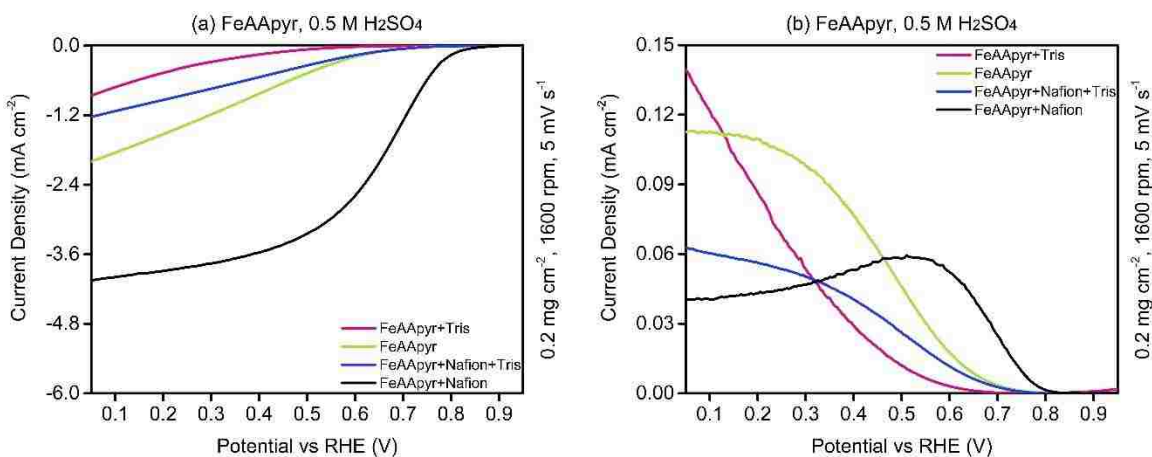 (a) FeAApyr, 0.5 M H₂SO₄
0.0
-1.2
-2.4
-3.6
-4.8
-6.0
Current Density (mA cm⁻²)
FeAApyr+Tris
FeAApyr
FeAApyr+Nafion+Tris
FeAApyr+Nafion
0.1 0.2 0.3 0.4 0.5 0.6 0.7 0.8 0.9
Potential vs RHE (V)
0.2 mg cm⁻², 1600 rpm, 5 mV s⁻¹
(b) FeAApyr, 0.5 M H₂SO₄
0.15
0.12
0.09
0.06
0.03
0.00
Current Density (mA cm⁻²)
FeAApyr+Tris
FeAApyr
FeAApyr+Nafion+Tris
FeAApyr+Nafion
0.1 0.2 0.3 0.4 0.5 0.6 0.7 0.8 0.9
Potential vs RHE (V)
0.2 mg cm⁻², 1600 rpm, 5 mV s⁻¹